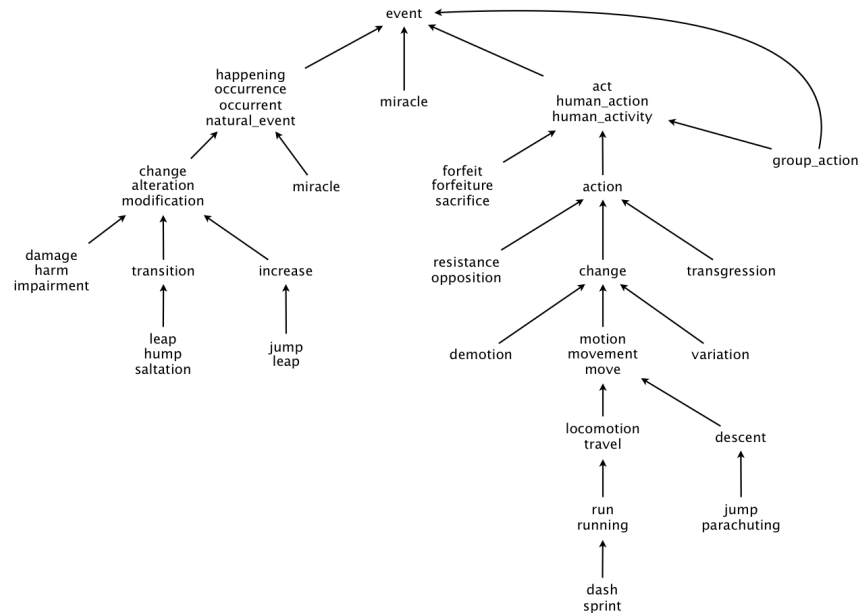 event
happening
occurrence
occurrent
natural_event
miracle
act
human_action
human_activity
group_action
change
alteration
modification
miracle
forfeit
forfeiture
sacrifice
action
damage
harm
impairment
transition
increase
resistance
opposition
change
transgression
leap
hump
saltation
jump
leap
demotion
motion
movement
move
variation
locomotion
travel
descent
run
running
jump
parachuting
dash
sprint